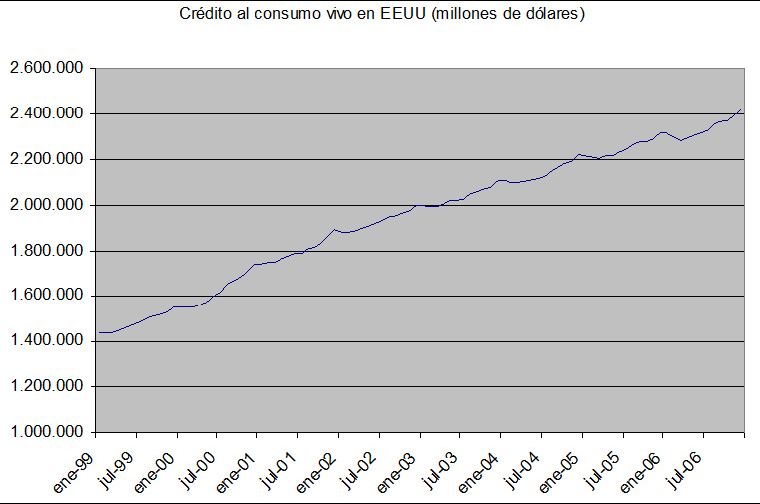 Crédito al consumo vivo en EEUU (millones de dólares)
2.600.000
2.400.000
2.200.000
2.000.000
1.800.000
1.600.000
1.400.000
1.200.000
1.000.000
ene-99
jul-99
ene-00
jul-00
ene-01
jul-01
ene-02
jul-02
ene-03
jul-03
ene-04
jul-04
ene-05
jul-05
ene-06
jul-06